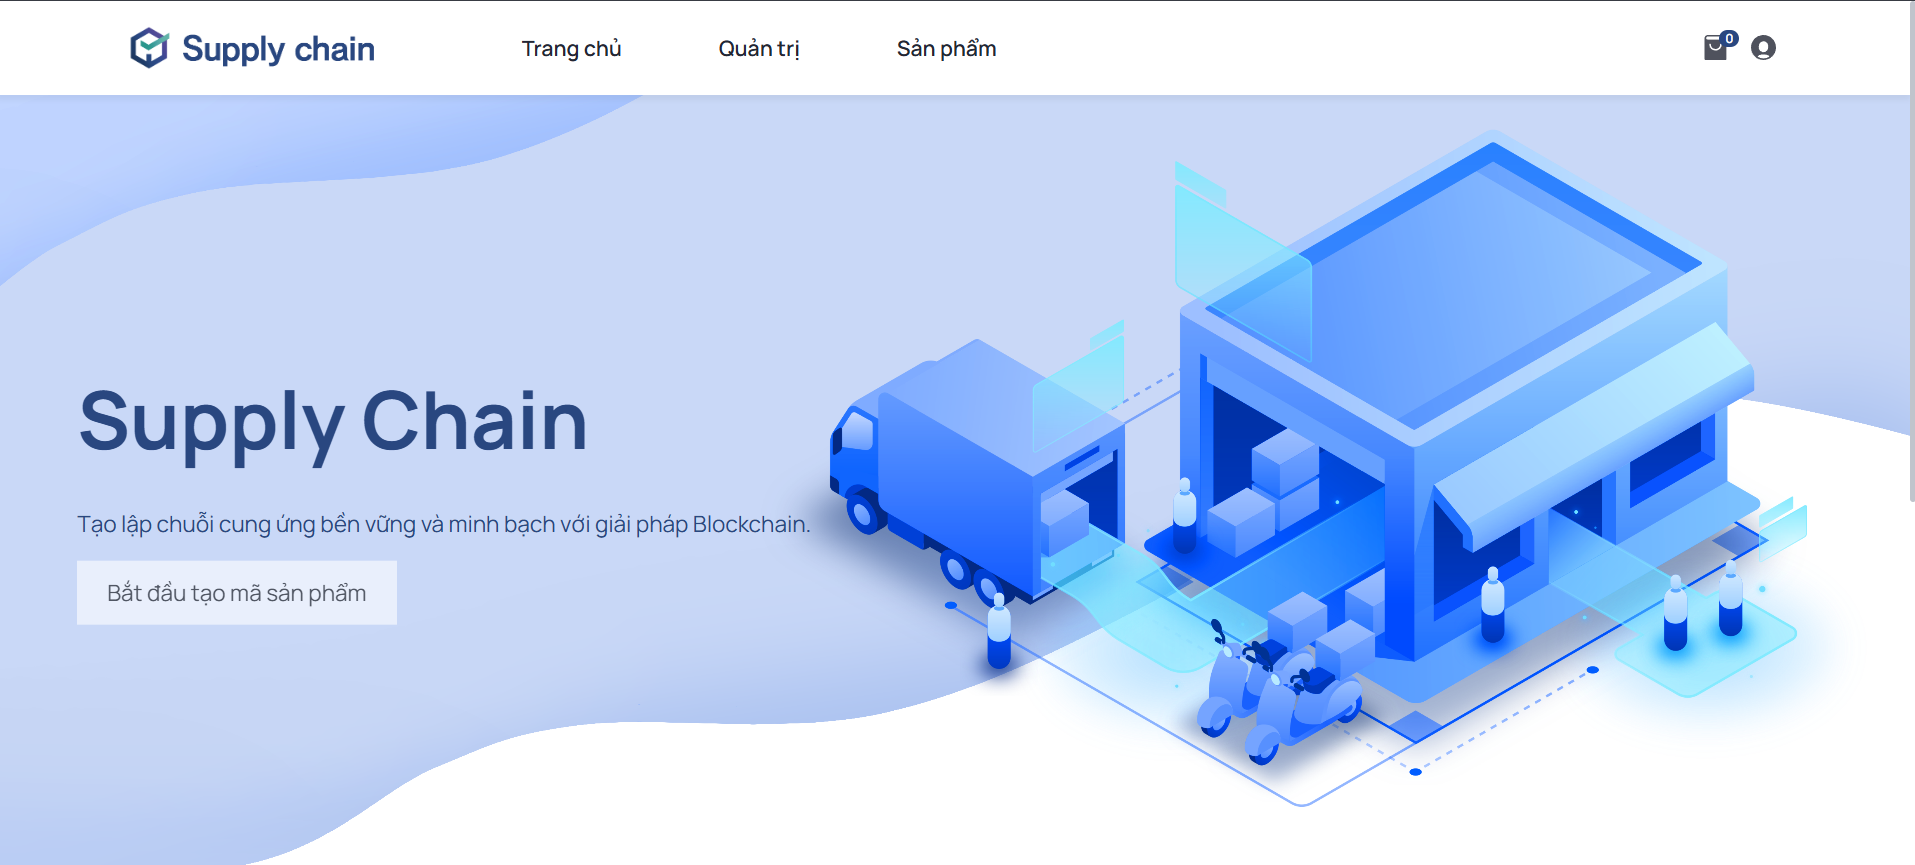 Supply chain
Trang chủ
Quản trị
Sản phẩm
0
Supply Chain
Tạo lập chuỗi cung ứng bền vững và minh bạch với giải pháp Blockchain.
Bắt đầu tạo mã sản phẩm